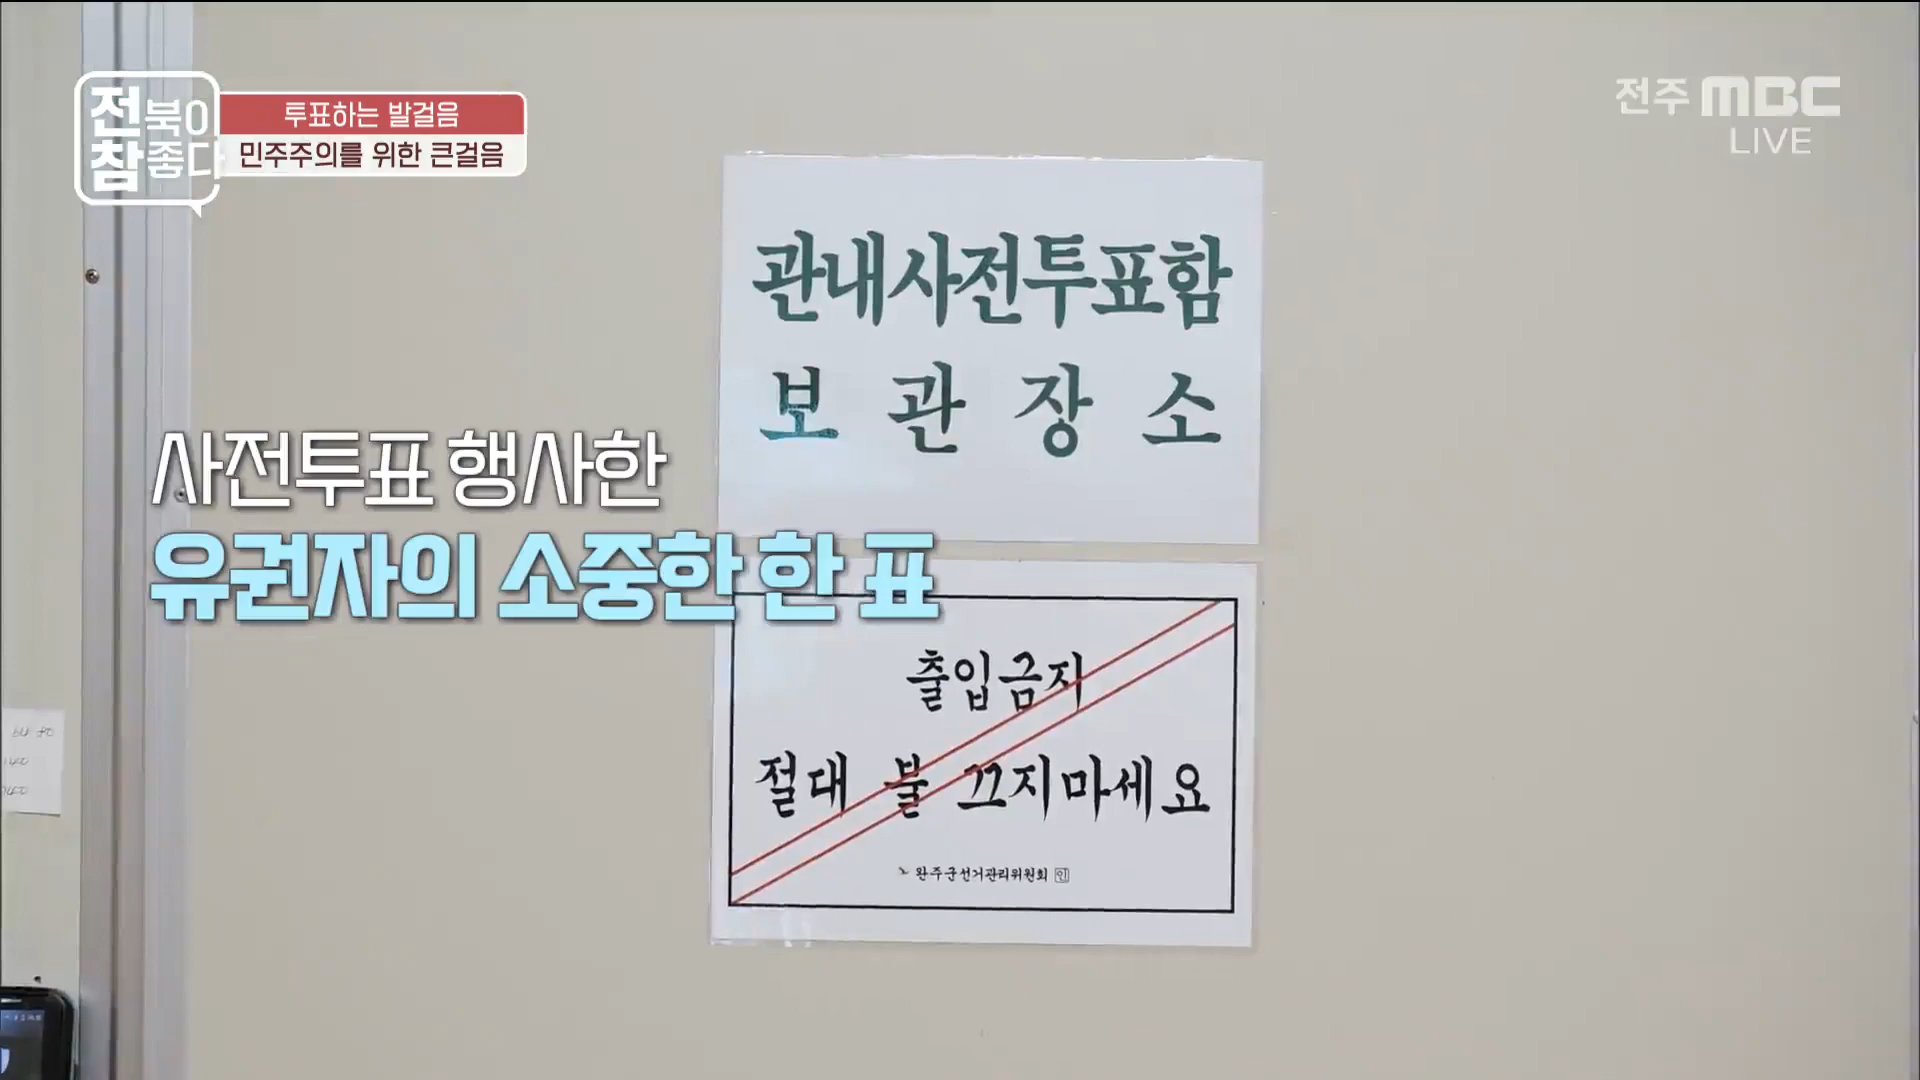 전북이
참좋다
투표하는 발걸음
민주주의를 위한 큰걸음
전주 MBC
LIVE
관내사전투표함
보 관 장 소
사전투표 행사한
유권자의 소중한 한 표
출입금지
절대 불 끄지마세요
완주군선거관리위원회